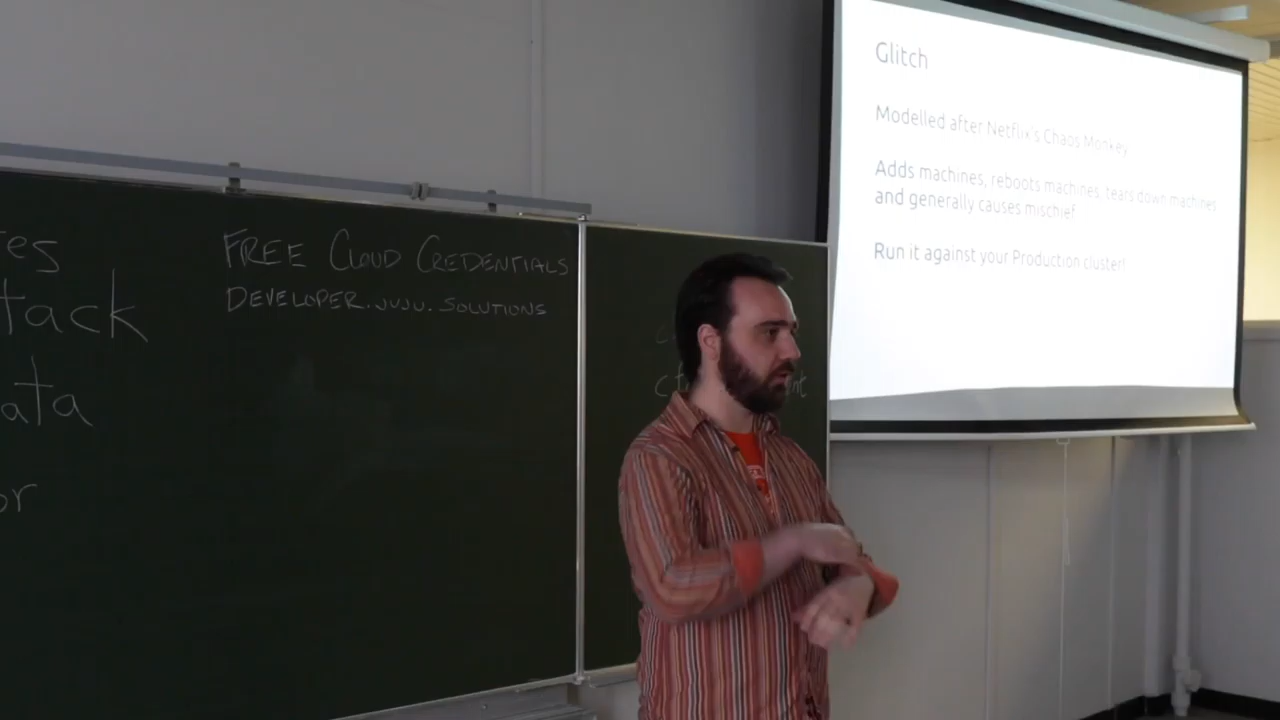 es
tack
ata
or
FREE CLOUD CREDENTIALS
DEVELOPER.JUJU.SOLUTIONS
Glitch
Modelled after Netflix's Chaos Monkey
Adds machines, reboots machines, tears down machines
and generally causes mischief
Run it against your Production cluster!